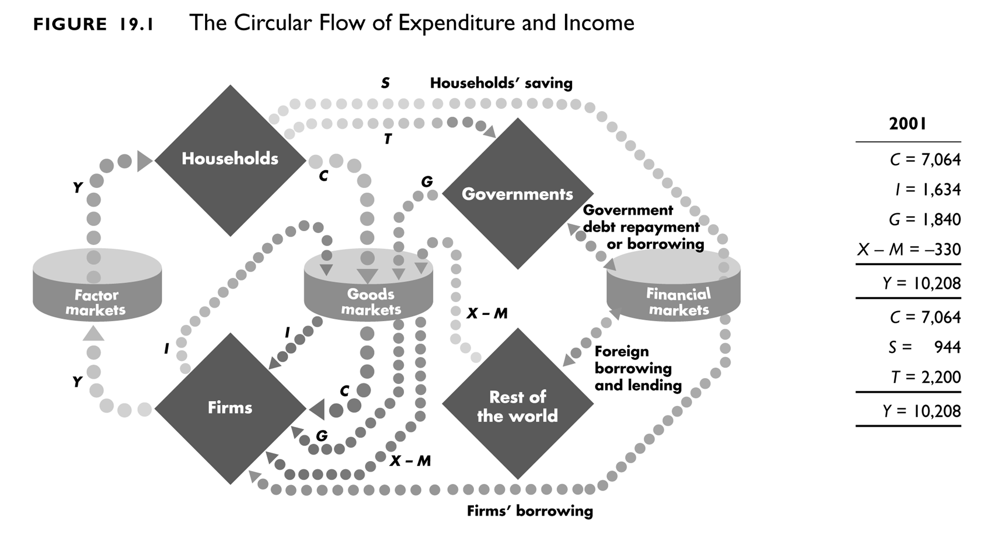 FIGURE 19.1 The Circular Flow of Expenditure and Income
S Households’ saving
T
Households
Y
C
G
Governments
Government
debt repayment
or borrowing
Factor
markets
Goods
markets
Financial
markets
X – M
I
I
Foreign
borrowing
and lending
Y
C
Firms
Rest of
the world
G
X – M
Firms’ borrowing
2001
C = 7,064
I = 1,634
G = 1,840
X – M = –330
Y = 10,208
C = 7,064
S = 944
T = 2,200
Y = 10,208